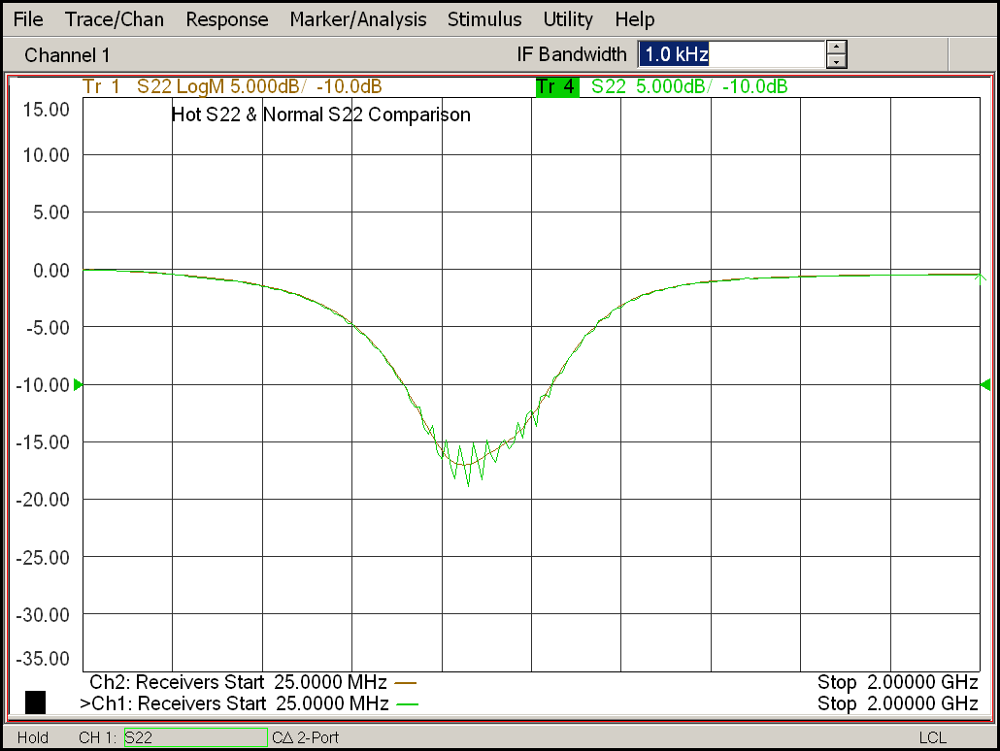 File Trace/Chan Response Marker/Analysis Stimulus Utility Help
Channel 1 IF Bandwidth 1.0 kHz
Tr 1 S22 LogM 5.000dB/ -10.0dB Tr 4 S22 5.000dB/ -10.0dB
15.00
Hot S22 & Normal S22 Comparison
10.00
5.00
0.00
-5.00
-10.00
-15.00
-20.00
-25.00
-30.00
-35.00
Ch2: Receivers Start 25.0000 MHz Stop 2.00000 GHz
>Ch1: Receivers Start 25.0000 MHz Stop 2.00000 GHz
Hold CH 1: S22 CΔ 2-Port LCL